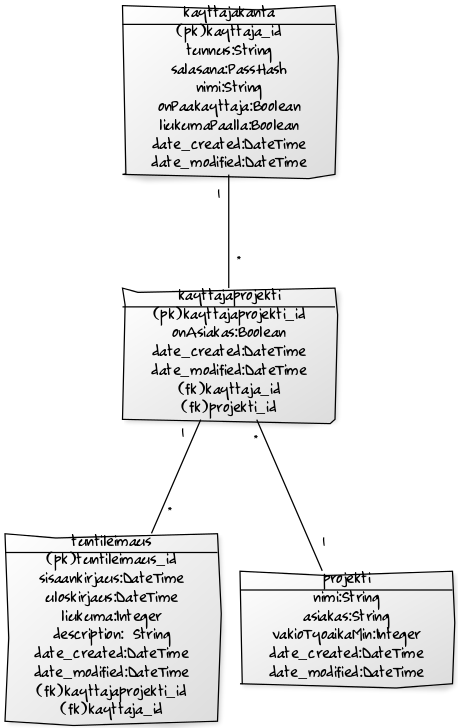 kayttajakanta
(pk)kayttaja_id
tunnus:String
salasana:PassHash
nimi:String
onPaakayttaja:Boolean
liukumaPaalla:Boolean
date_created:DateTime
date_modified:DateTime
1
*
kayttajaprojekti
(pk)kayttajaprojekti_id
onAsiakas:Boolean
date_created:DateTime
date_modified:DateTime
(fk)kayttaja_id
(fk)projekti_id
1
*
*
1
tuntileimaus
(pk)tuntileimaus_id
sisaankirjaus:DateTime
uloskirjaus:DateTime
liukuma:Integer
description: String
date_created:DateTime
date_modified:DateTime
(fk)kayttajaprojekti_id
(fk)kayttaja_id
projekti
nimi:String
asiakas:String
vakioTyoaikaMin:Integer
date_created:DateTime
date_modified:DateTime